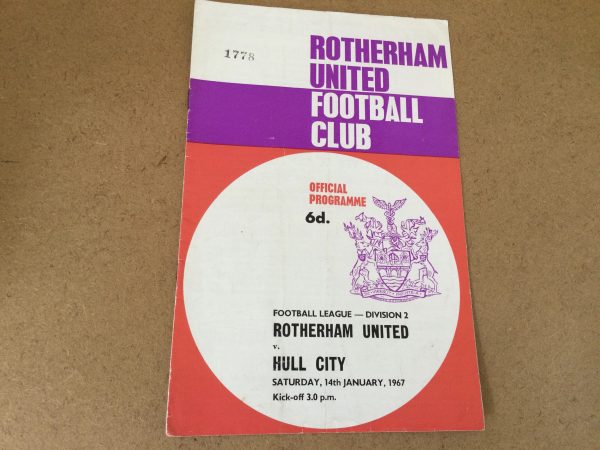 1778
ROTHERHAM
UNITED
FOOTBALL
CLUB
OFFICIAL
PROGRAMME
6d.
FOOTBALL LEAGUE — DIVISION 2
ROTHERHAM UNITED
v.
HULL CITY
SATURDAY, 14th JANUARY, 1967
Kick-off 3.0 p.m.